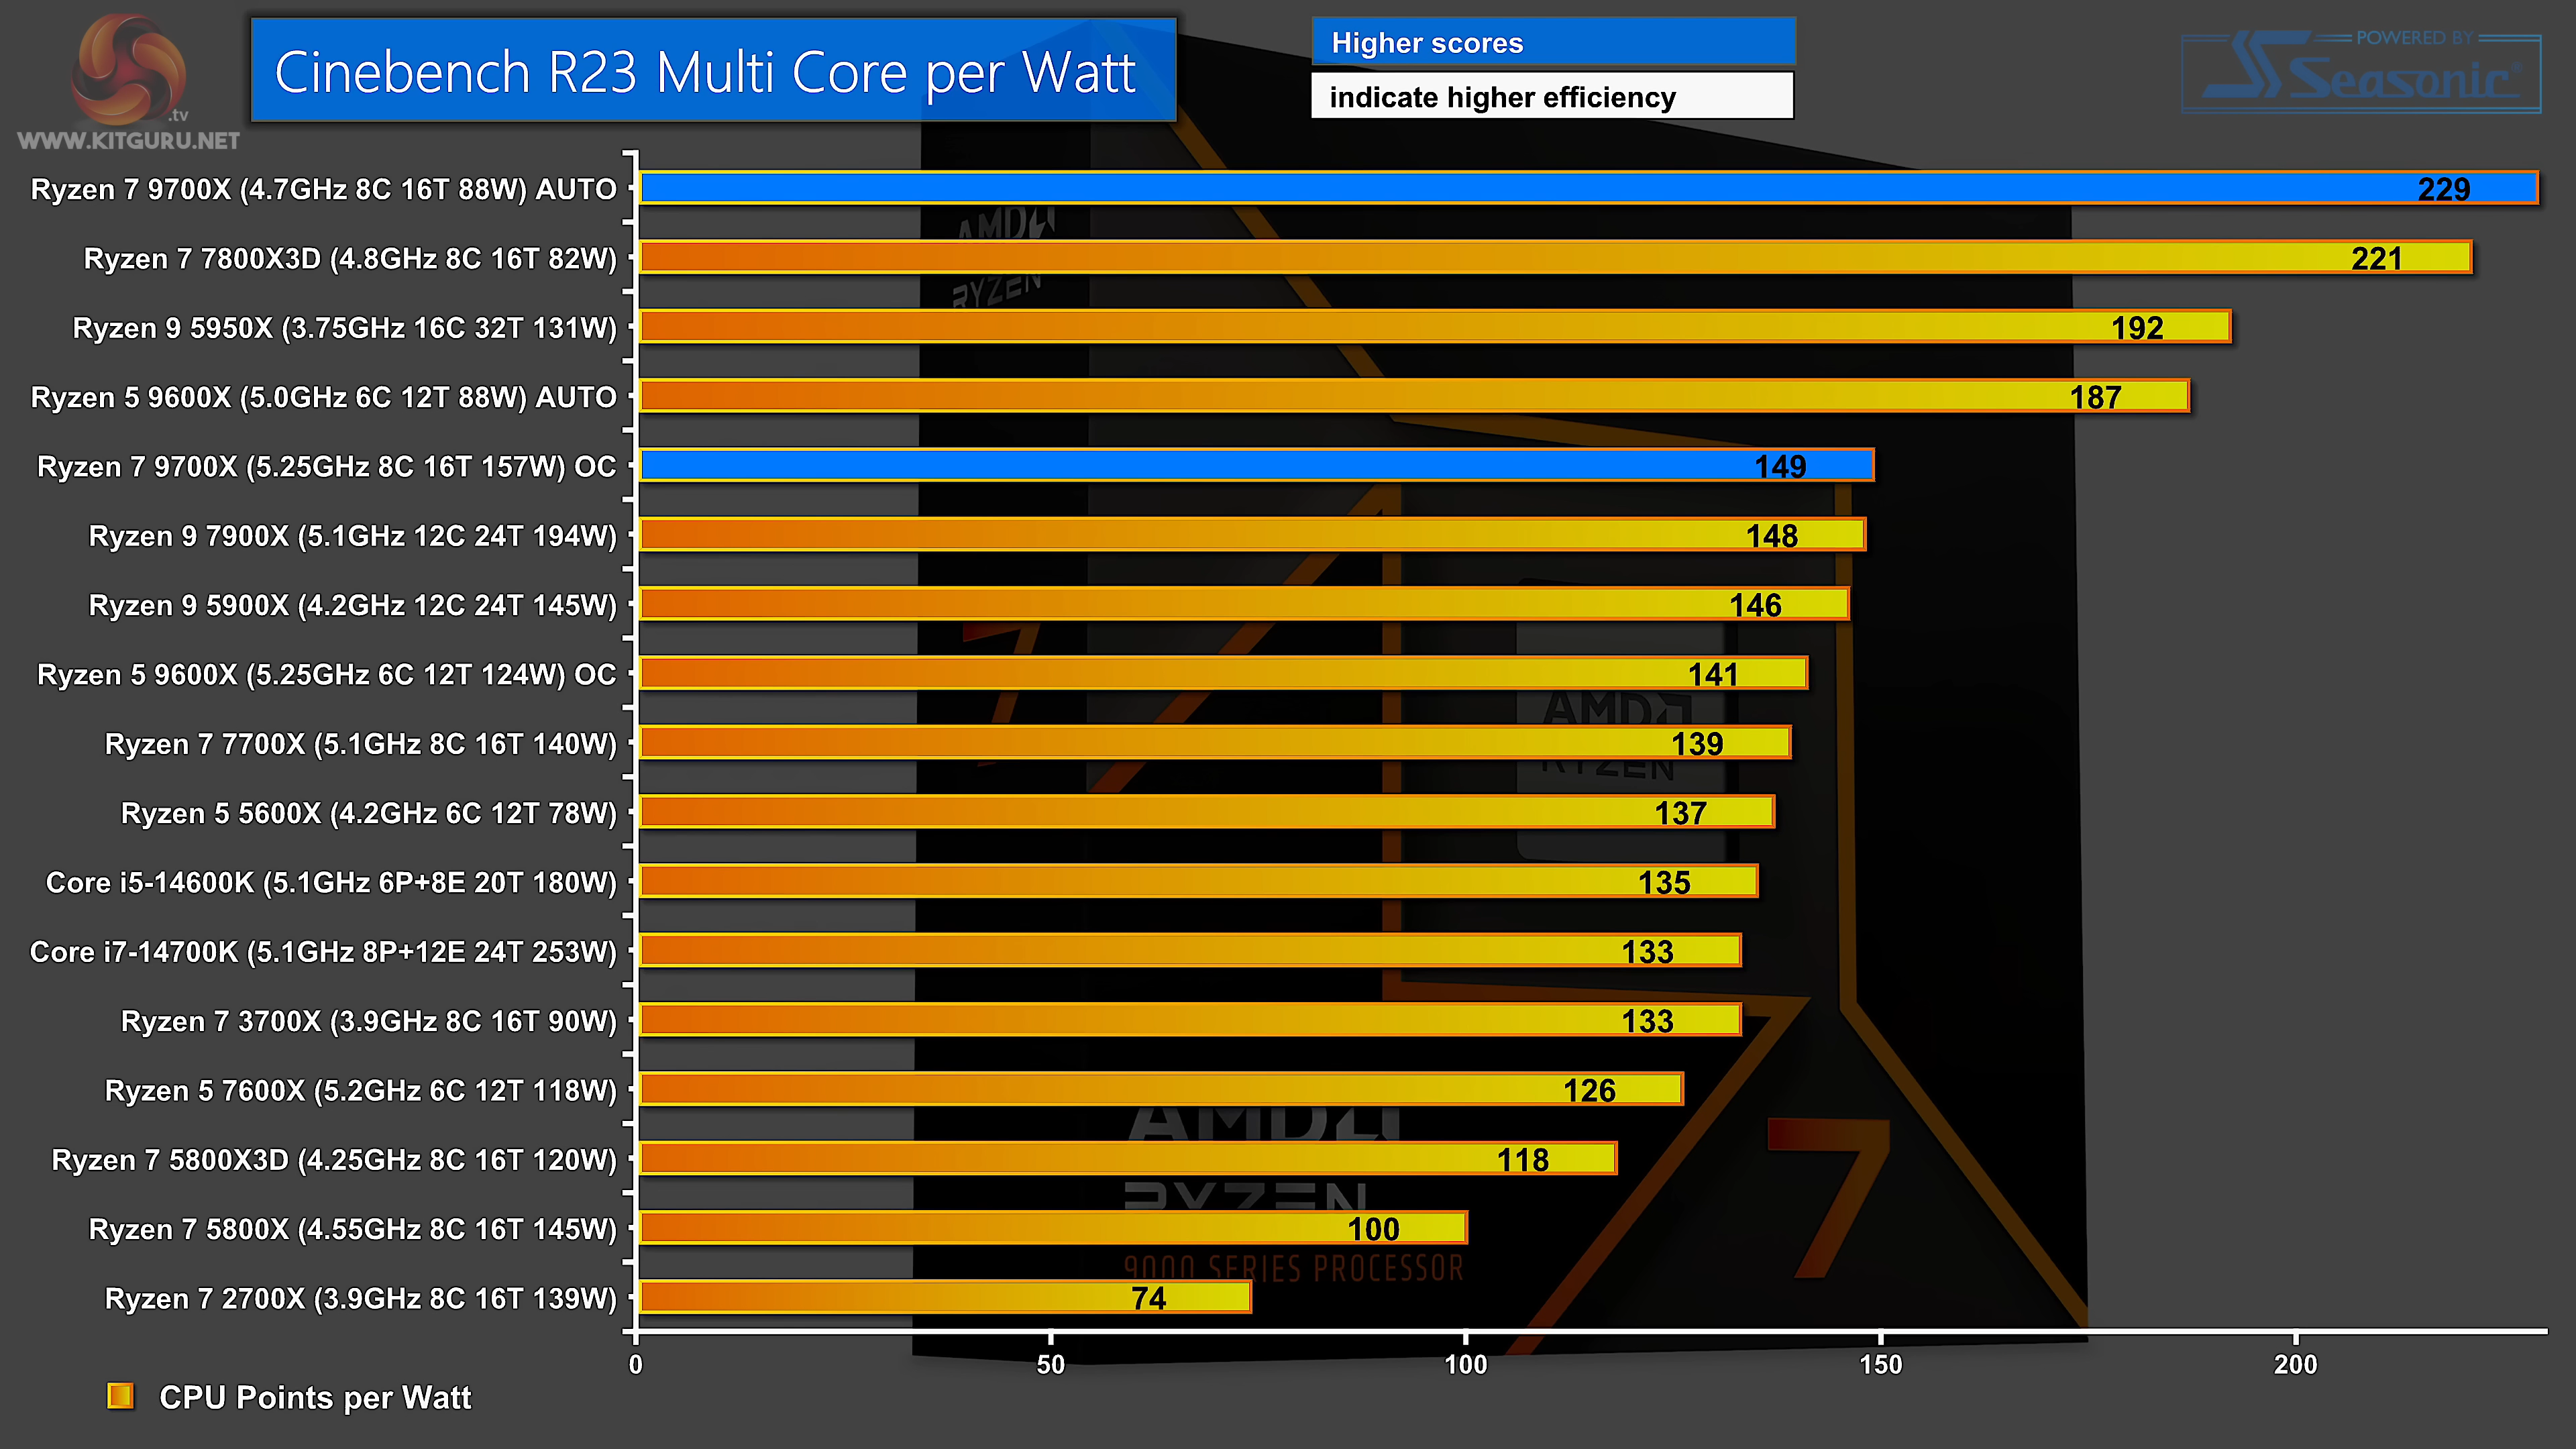 .tv
WWW.KITGURU.NET
Cinebench R23 Multi Core per Watt
Higher scores
indicate higher efficiency
POWERED BY
Seasonic
Ryzen 7 9700X (4.7GHz 8C 16T 88W) AUTO
229
Ryzen 7 7800X3D (4.8GHz 8C 16T 82W)
221
Ryzen 9 5950X (3.75GHz 16C 32T 131W)
192
Ryzen 5 9600X (5.0GHz 6C 12T 88W) AUTO
187
Ryzen 7 9700X (5.25GHz 8C 16T 157W) OC
149
Ryzen 9 7900X (5.1GHz 12C 24T 194W)
148
Ryzen 9 5900X (4.2GHz 12C 24T 145W)
146
Ryzen 5 9600X (5.25GHz 6C 12T 124W) OC
141
Ryzen 7 7700X (5.1GHz 8C 16T 140W)
139
Ryzen 5 5600X (4.2GHz 6C 12T 78W)
137
Core i5-14600K (5.1GHz 6P+8E 20T 180W)
135
Core i7-14700K (5.1GHz 8P+12E 24T 253W)
133
Ryzen 7 3700X (3.9GHz 8C 16T 90W)
133
Ryzen 5 7600X (5.2GHz 6C 12T 118W)
126
Ryzen 7 5800X3D (4.25GHz 8C 16T 120W)
118
Ryzen 7 5800X (4.55GHz 8C 16T 145W)
100
Ryzen 7 2700X (3.9GHz 8C 16T 139W)
74
AMD
RYZEN
7
AMD
RYZEN
AMD
RYZEN
9000 SERIES PROCESSOR
7
0 50 100 150 200
CPU Points per Watt